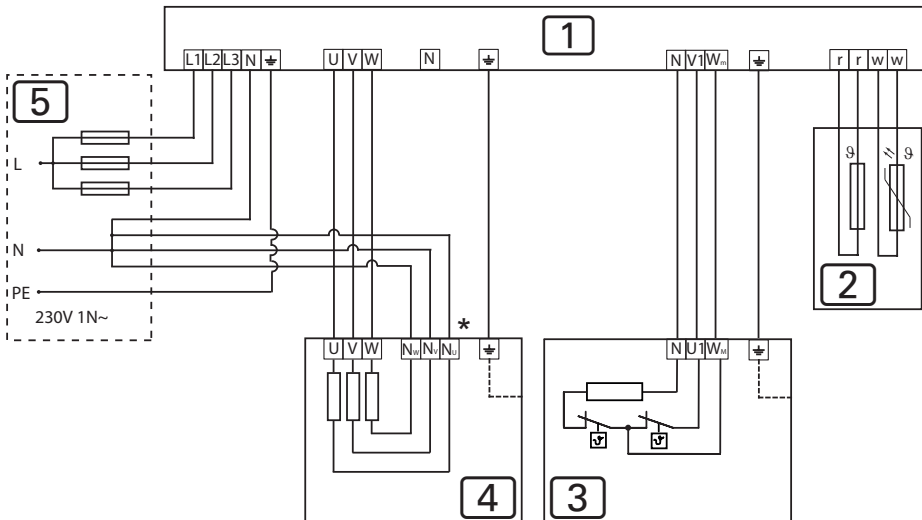 1
L1 L2 L3 N U V W N N V1 Wm r r w w
5
L
N
PE
230V 1N~
ϑ ϑ
2
*
U V W NW NV NU
N U1 WM
ϑ ϑ
4
3